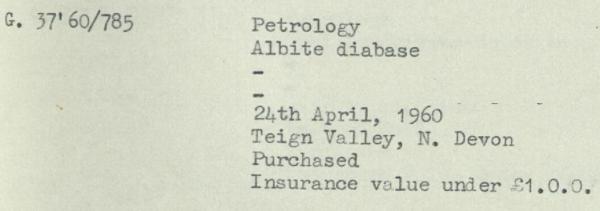 G. 37'60/785 Petrology
Albite diabase
-
-
24th April, 1960
Teign Valley, N. Devon
Purchased
Insurance value under £1.0.0.